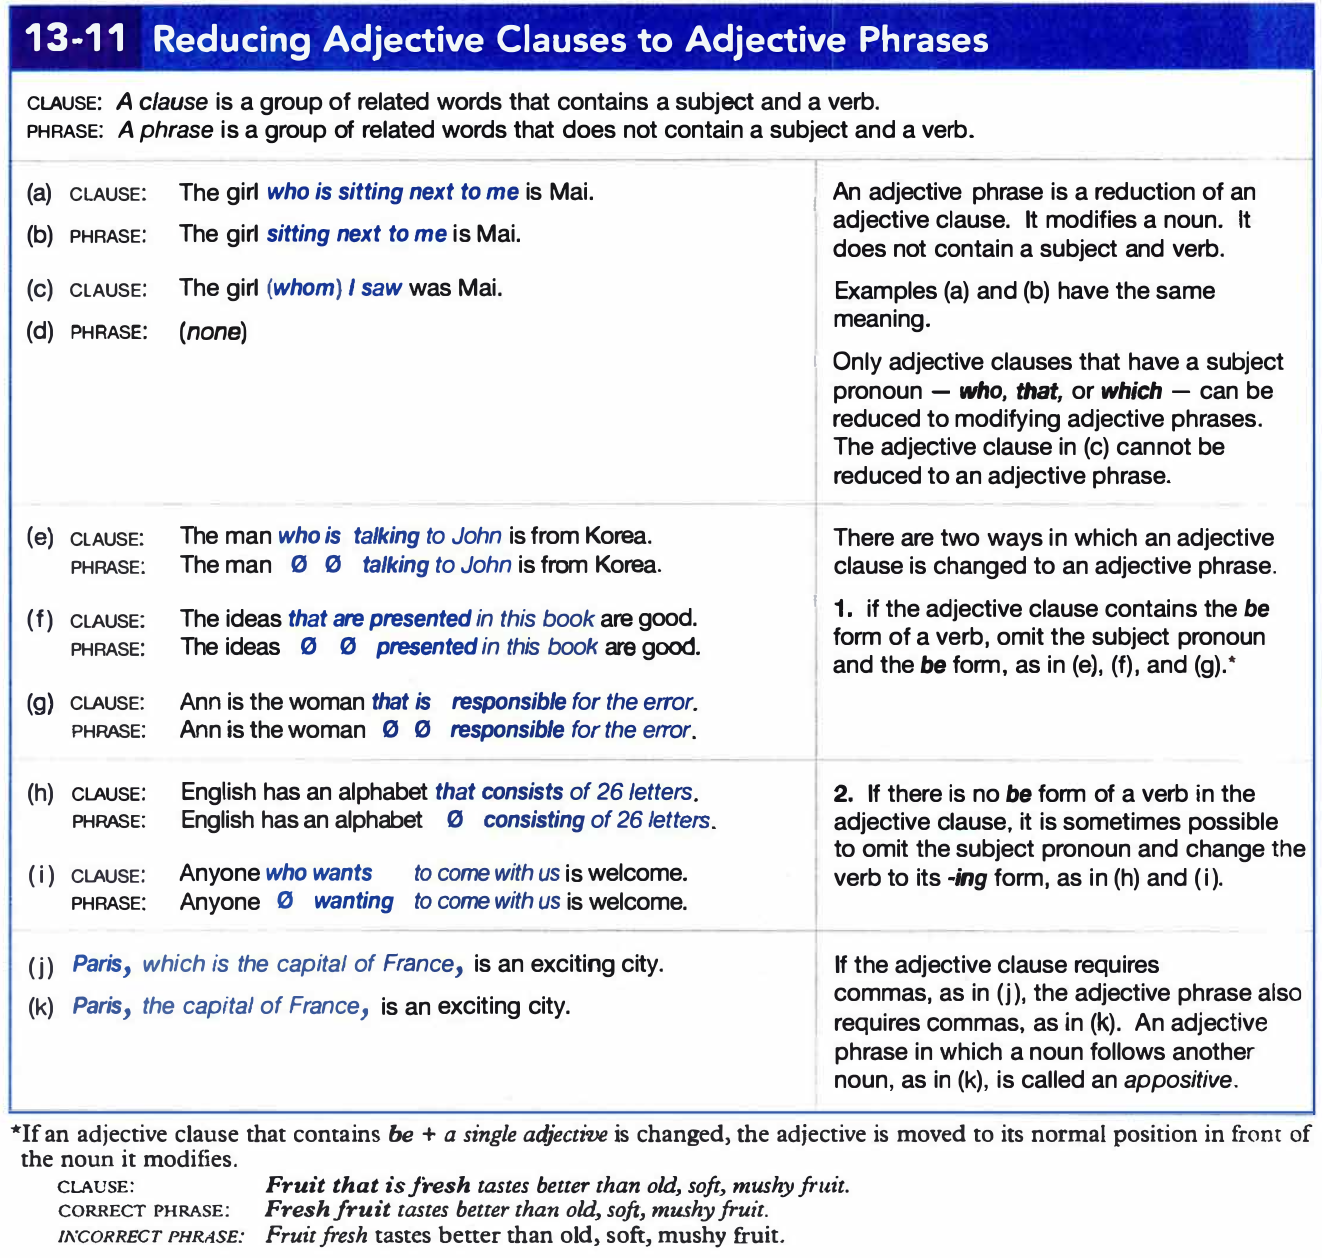 13-11 Reducing Adjective Clauses to Adjective Phrases
CLAUSE: A clause is a group of related words that contains a subject and a verb.
PHRASE: A phrase is a group of related words that does not contain a subject and a verb.
(a) CLAUSE: The girl who is sitting next to me is Mai.
(b) PHRASE: The girl sitting next to me is Mai.
(c) CLAUSE: The girl (whom) I saw was Mai.
(d) PHRASE: (none)
An adjective phrase is a reduction of an
adjective clause. It modifies a noun. It
does not contain a subject and verb.
Examples (a) and (b) have the same
meaning.
Only adjective clauses that have a subject
pronoun — who, that, or which — can be
reduced to modifying adjective phrases.
The adjective clause in (c) cannot be
reduced to an adjective phrase.
(e) CLAUSE: The man who is talking to John is from Korea.
PHRASE: The man Ø Ø talking to John is from Korea.
(f) CLAUSE: The ideas that are presented in this book are good.
PHRASE: The ideas Ø Ø presented in this book are good.
(g) CLAUSE: Ann is the woman that is responsible for the error.
PHRASE: Ann is the woman Ø Ø responsible for the error.
There are two ways in which an adjective
clause is changed to an adjective phrase.
1. if the adjective clause contains the be
form of a verb, omit the subject pronoun
and the be form, as in (e), (f), and (g).*
(h) CLAUSE: English has an alphabet that consists of 26 letters.
PHRASE: English has an alphabet Ø consisting of 26 letters.
(i) CLAUSE: Anyone who wants to come with us is welcome.
PHRASE: Anyone Ø wanting to come with us is welcome.
2. If there is no be form of a verb in the
adjective clause, it is sometimes possible
to omit the subject pronoun and change the
verb to its -ing form, as in (h) and (i).
(j) Paris, which is the capital of France, is an exciting city.
(k) Paris, the capital of France, is an exciting city.
If the adjective clause requires
commas, as in (j), the adjective phrase also
requires commas, as in (k). An adjective
phrase in which a noun follows another
noun, as in (k), is called an appositive.
*If an adjective clause that contains be + a single adjective is changed, the adjective is moved to its normal position in front of
the noun it modifies.
CLAUSE: Fruit that is fresh tastes better than old, soft, mushy fruit.
CORRECT PHRASE: Fresh fruit tastes better than old, soft, mushy fruit.
INCORRECT PHRASE: Fruit fresh tastes better than old, soft, mushy fruit.